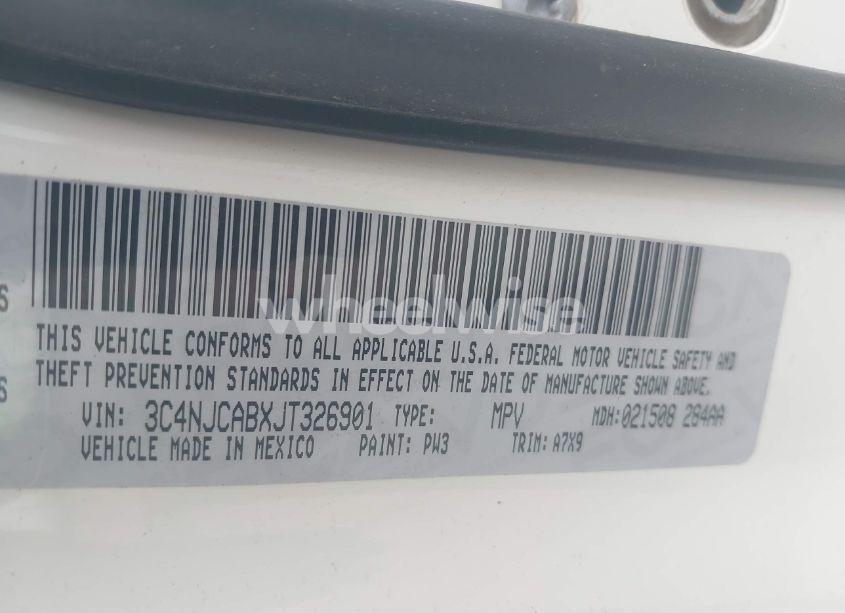 wheelwise
THIS VEHICLE CONFORMS TO ALL APPLICABLE U.S.A. FEDERAL MOTOR VEHICLE SAFETY AND
THEFT PREVENTION STANDARDS IN EFFECT ON THE DATE OF MANUFACTURE SHOWN ABOVE.
VIN: 3C4NJCABXJT326901 TYPE: MPV MDH:021508 284AA
VEHICLE MADE IN MEXICO PAINT: PW3 TRIM: A7X9